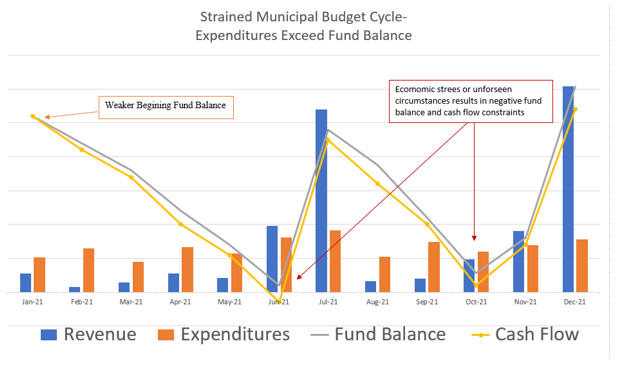 Strained Municipal Budget Cycle-
Expenditures Exceed Fund Balance
Weaker Begining Fund Balance
Ecomomic strees or unforseen
circumstances results in negative fund
balance and cash flow constraints
Jan-21 Feb-21 Mar-21 Apr-21 May-21 Jun-21 Jul-21 Aug-21 Sep-21 Oct-21 Nov-21 Dec-21
Revenue Expenditures Fund Balance Cash Flow